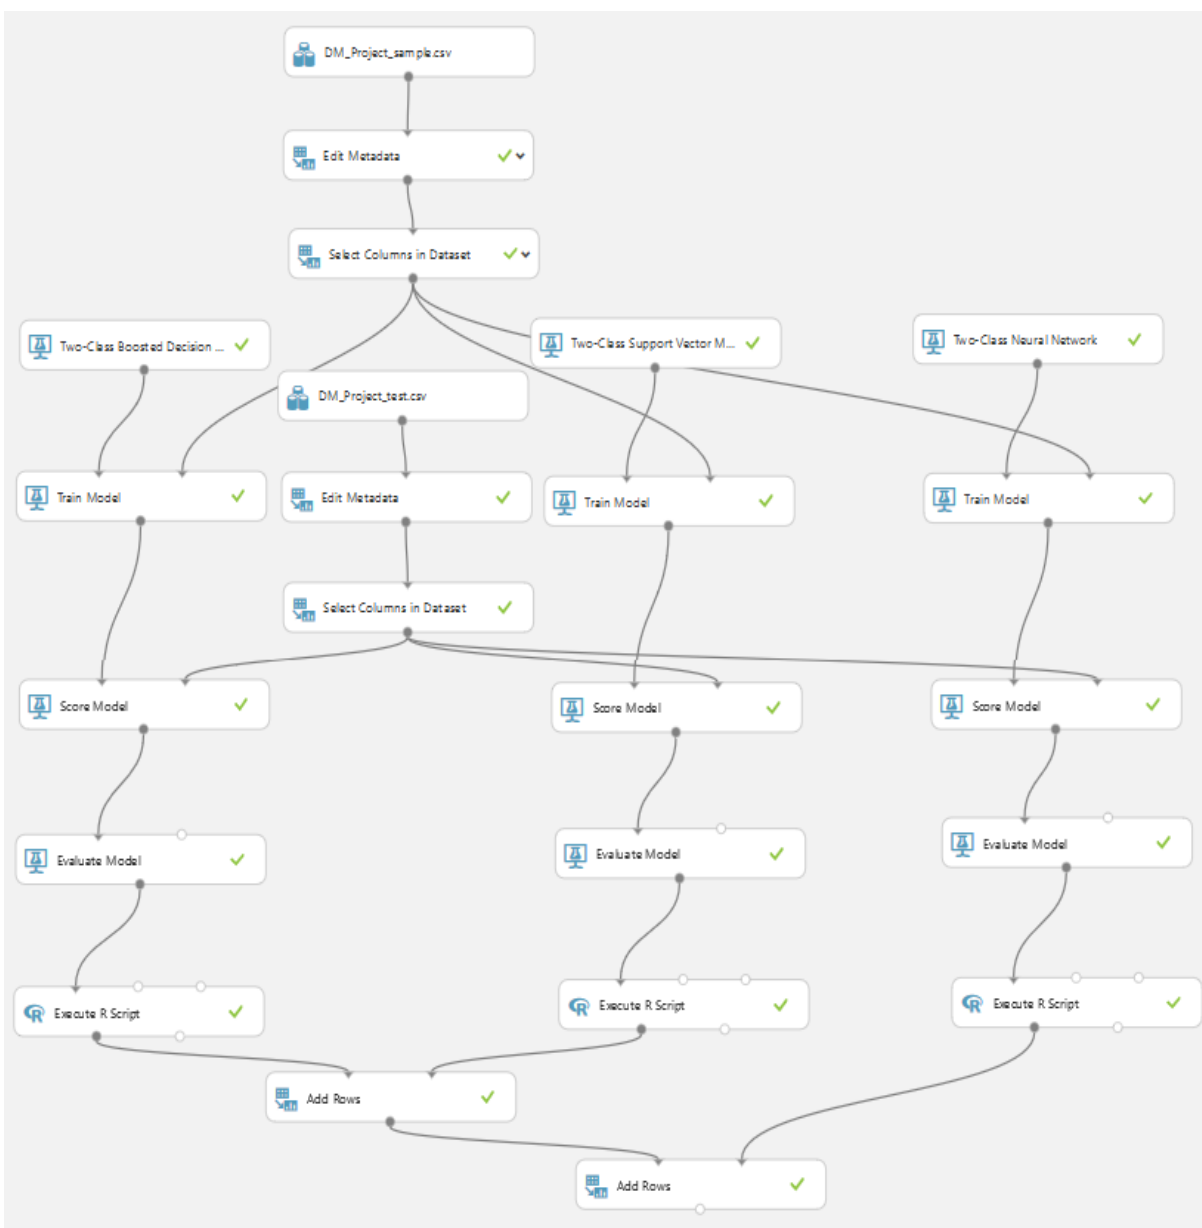 DM_Project_sample.csv
Edit Metadata
Select Columns in Dataset
Two-Class Boosted Decision ...
Two-Class Support Vector M...
Two-Class Neural Network
DM_Project_test.csv
Train Model
Edit Metadata
Train Model
Train Model
Select Columns in Dataset
Score Model
Score Model
Score Model
Evaluate Model
Evaluate Model
Evaluate Model
R Execute R Script
R Execute R Script
R Execute R Script
Add Rows
Add Rows